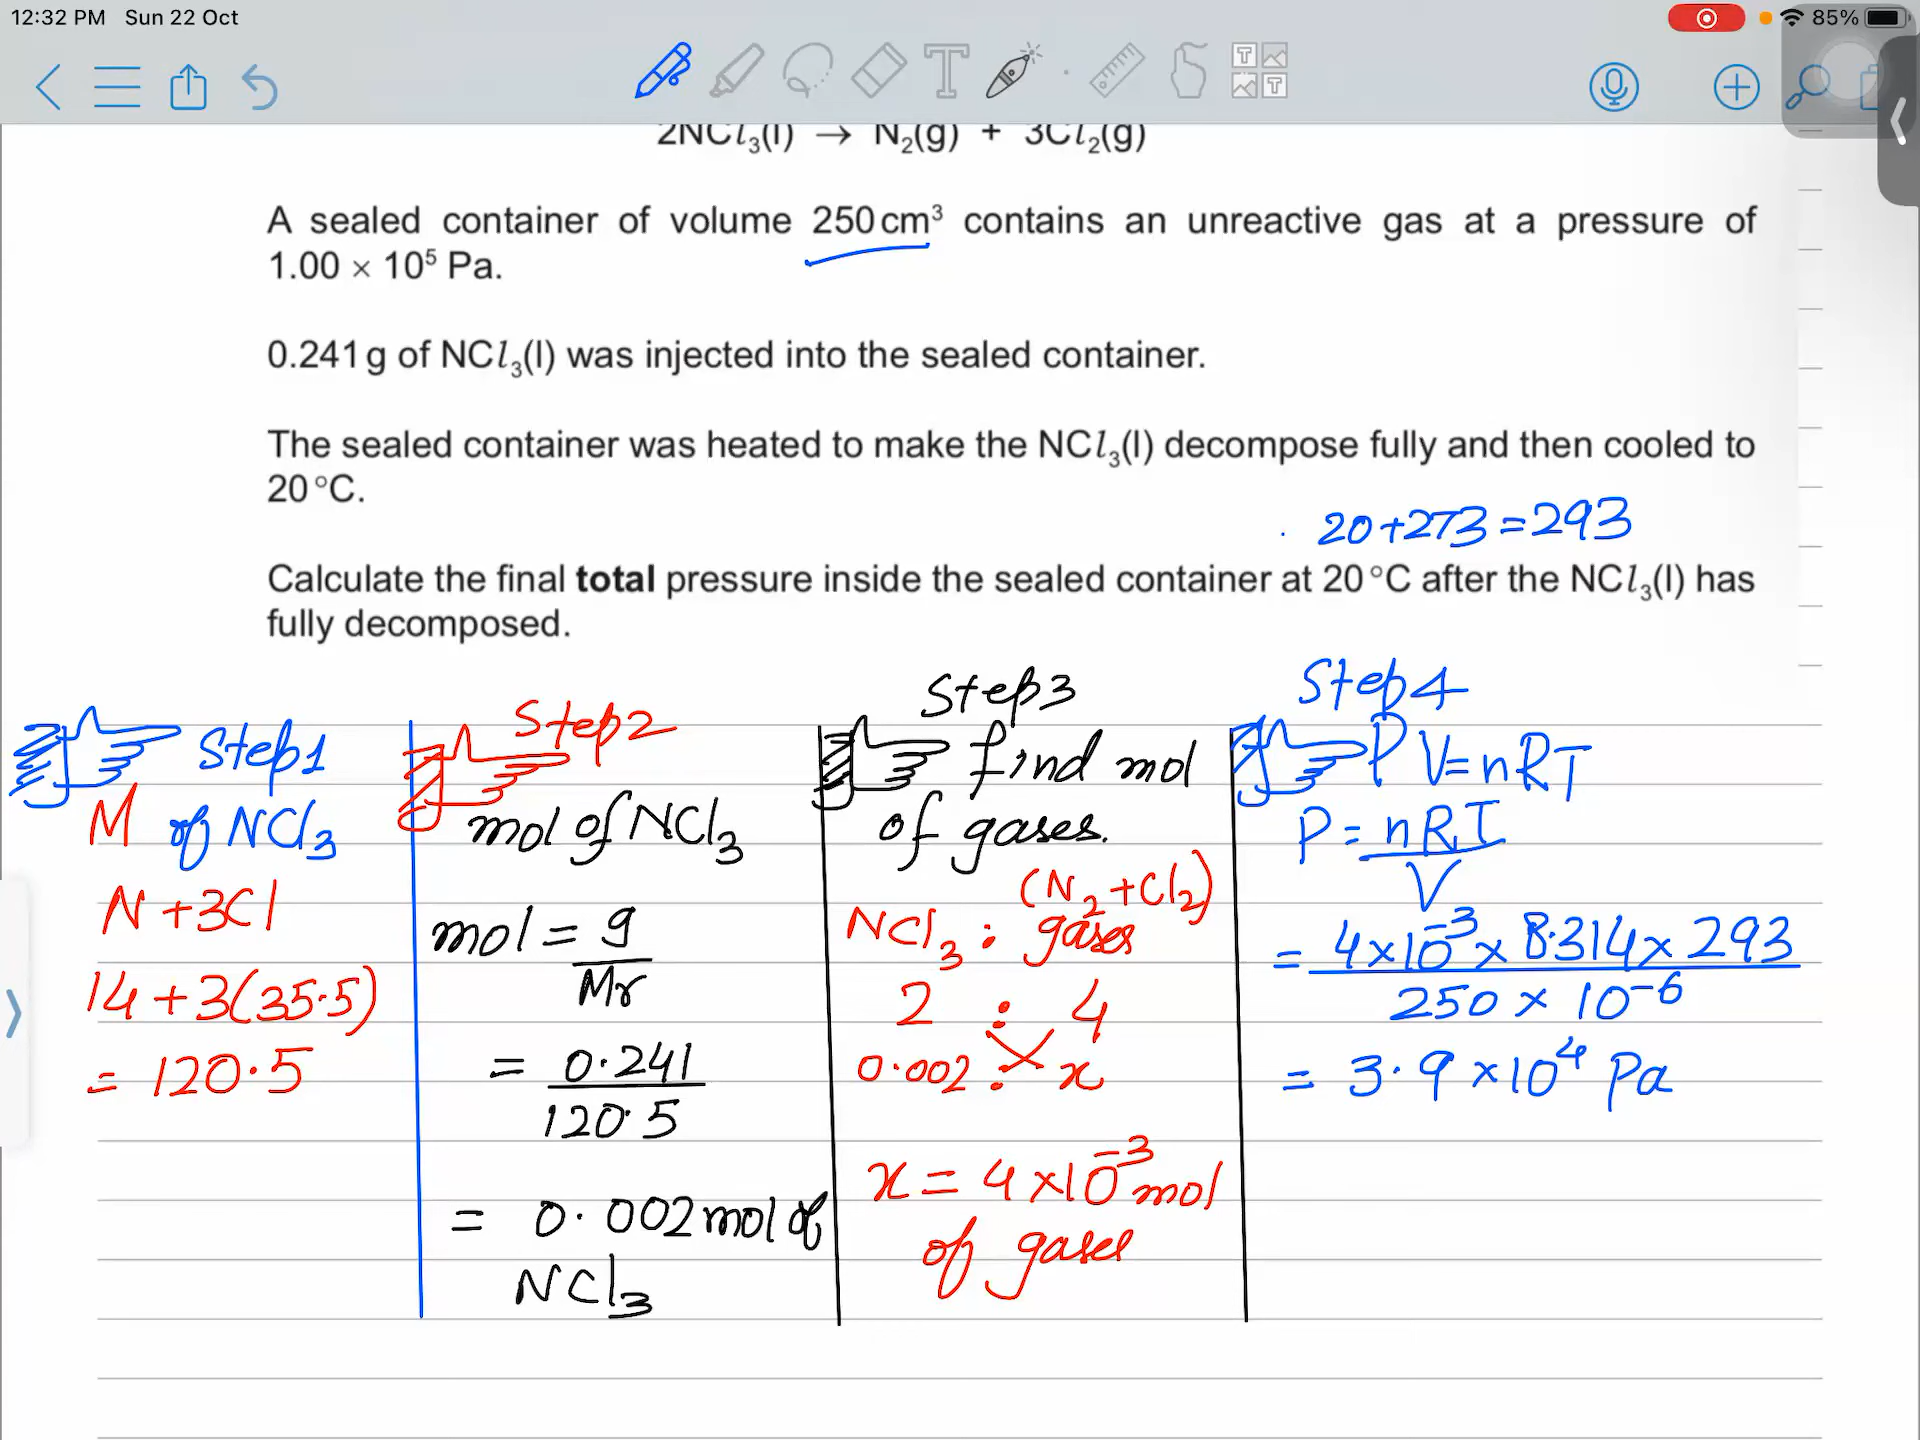 12:32 PM Sun 22 Oct
85%
2NCl₃(l) → N₂(g) + 3Cl₂(g)
A sealed container of volume 250 cm³ contains an unreactive gas at a pressure of
1.00 × 10⁵ Pa.
0.241 g of NCl₃(l) was injected into the sealed container.
The sealed container was heated to make the NCl₃(l) decompose fully and then cooled to
20 °C.
20+273=293
Calculate the final total pressure inside the sealed container at 20 °C after the NCl₃(l) has
fully decomposed.
Step1
M of NCl₃
N+3Cl
14+3(35.5)
= 120.5
Step2
mol of NCl₃
mol = g
Mr
= 0.241
120.5
= 0.002 mol of
NCl₃
Step3
find mol
of gases.
(N₂+Cl₂)
NCl₃ : gases
2 : 4
0.002 : x
x = 4×10⁻³ mol
of gases
Step4
PV=nRT
P = nRT
V
= 4×10⁻³ × 8.314 × 293
250 × 10⁻⁶
= 3.9 ×10⁴ Pa